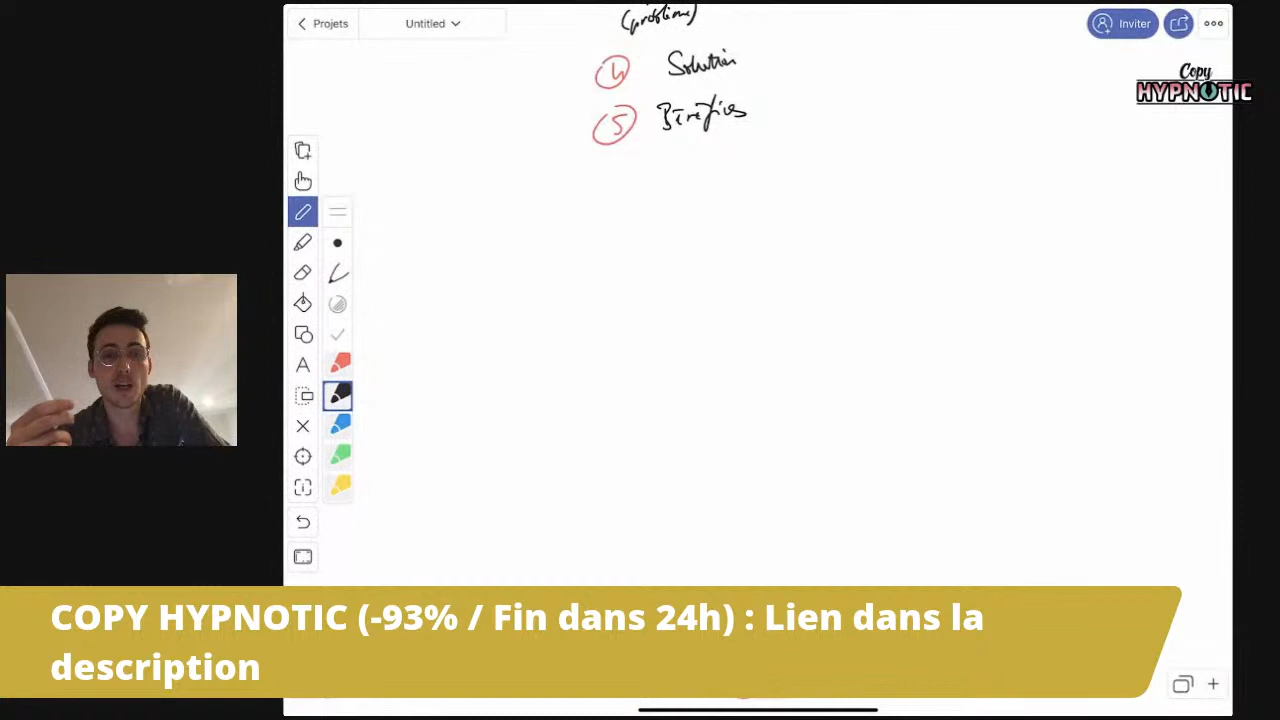 Projets
Untitled
Inviter
Copy
HYPNOTIC
(problème)
4 Solution
5 Bénéfices
A
COPY HYPNOTIC (-93% / Fin dans 24h) : Lien dans la
description